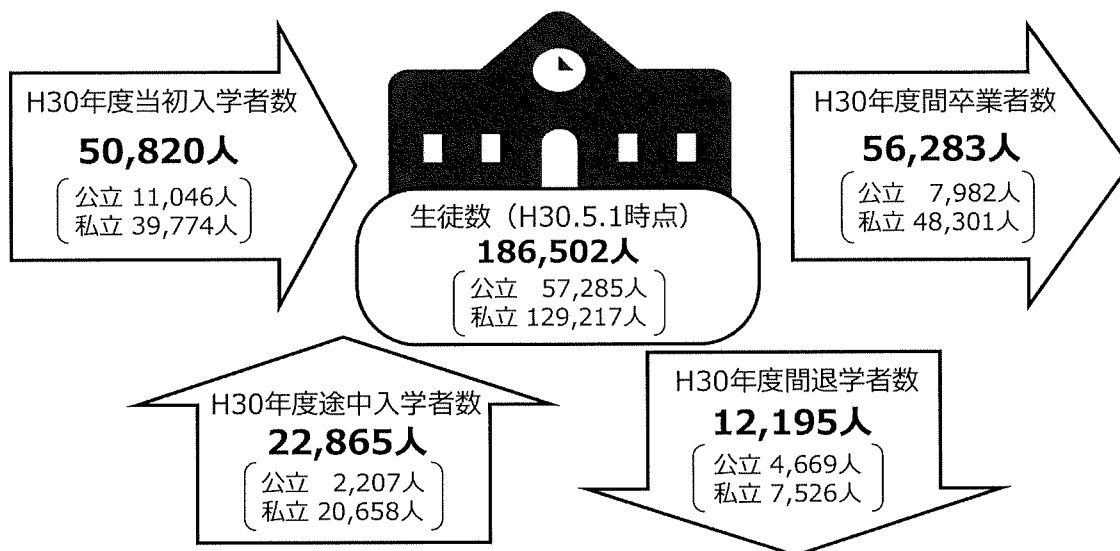 H30年度当初入学者数
50,820人
公立 11,046人
私立 39,774人
生徒数（H30.5.1時点）
186,502人
公立 57,285人
私立 129,217人
H30年度間卒業者数
56,283人
公立 7,982人
私立 48,301人
H30年度途中入学者数
22,865人
公立 2,207人
私立 20,658人
H30年度間退学者数
12,195人
公立 4,669人
私立 7,526人